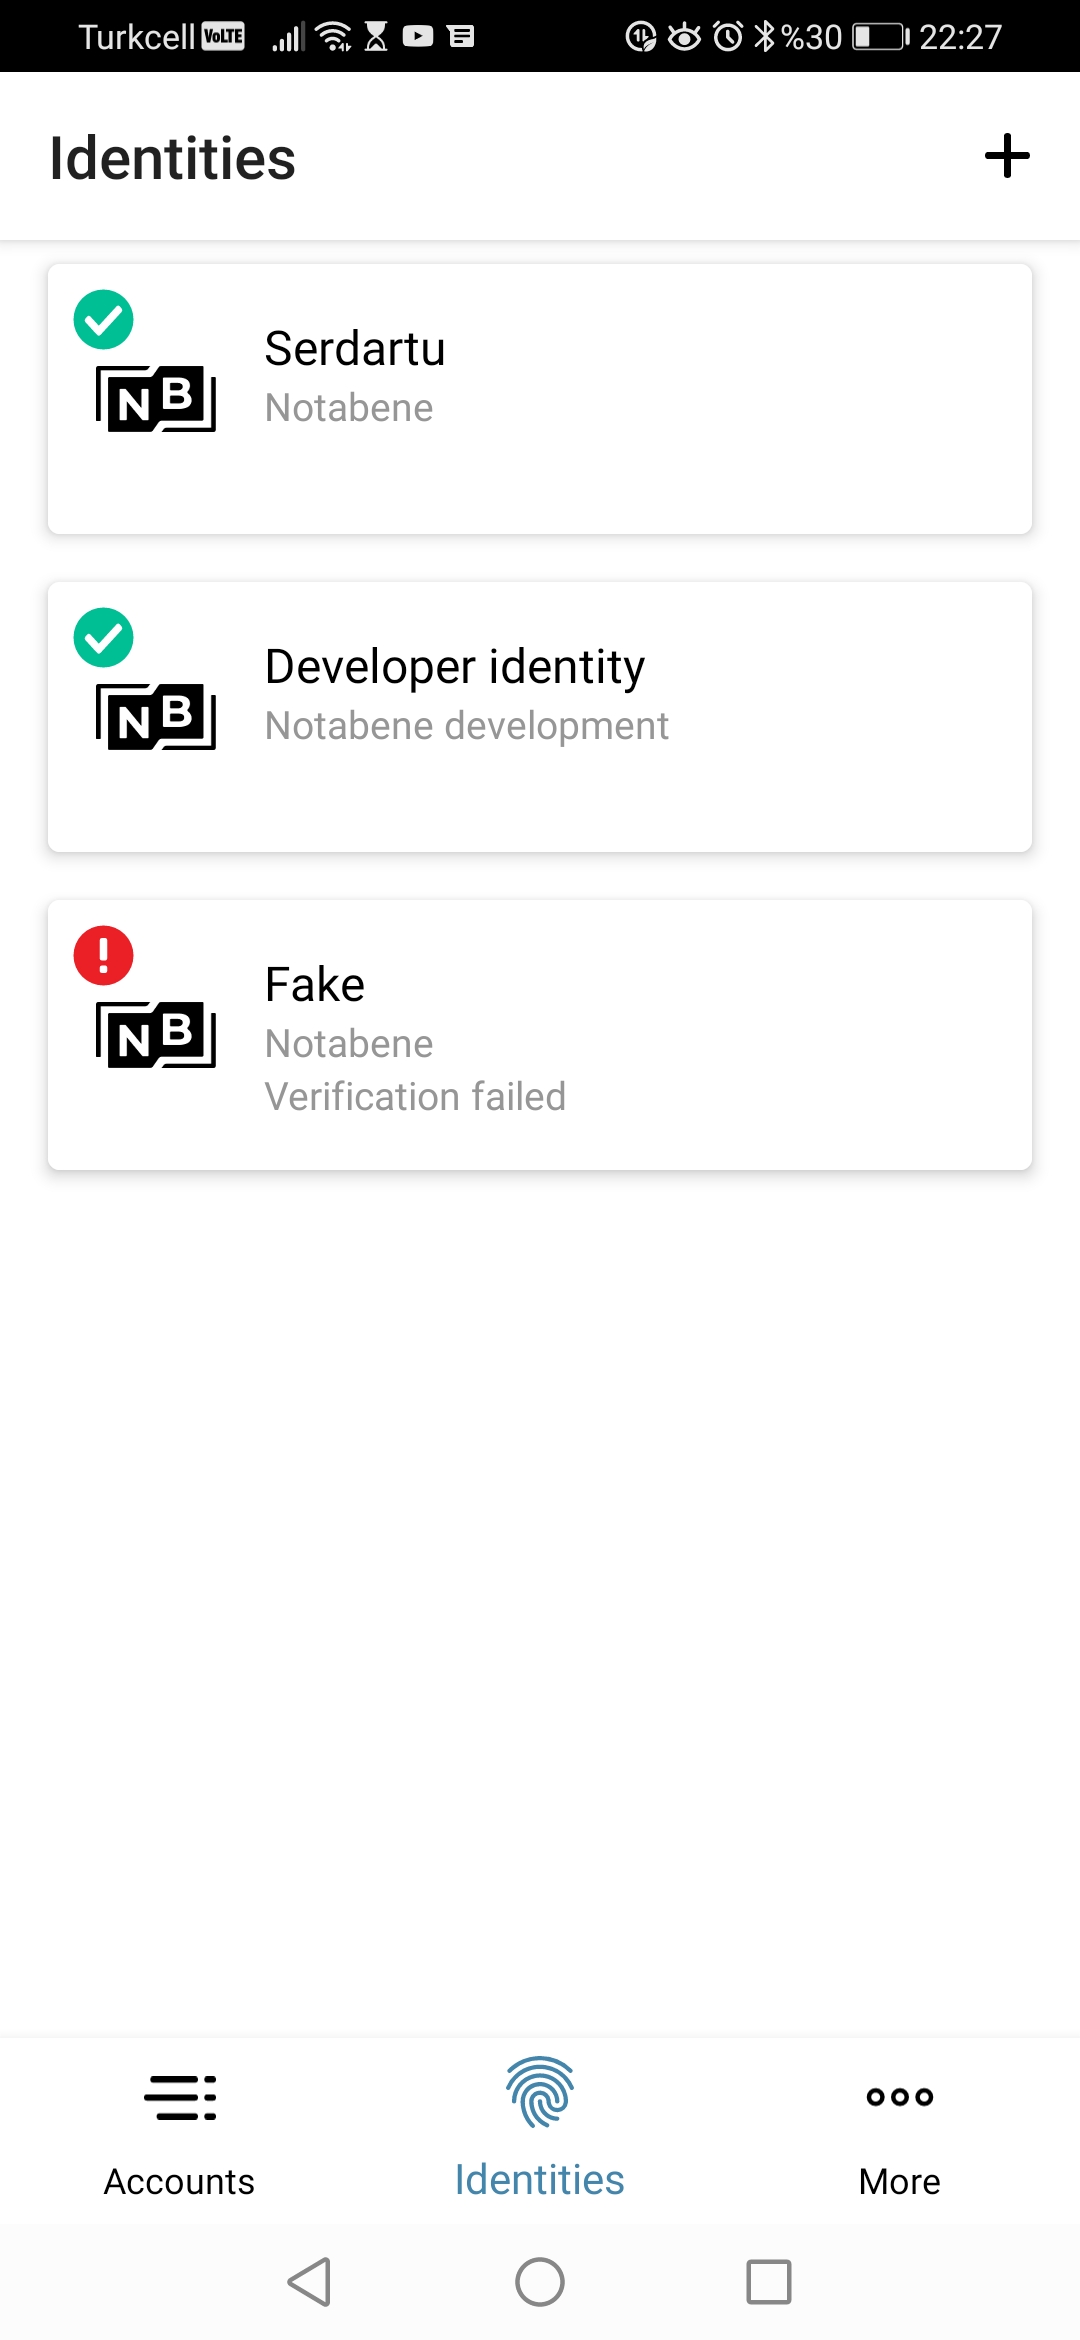 Turkcell VoLTE %30 22:27
Identities
Serdartu
NB Notabene
Developer identity
NB Notabene development
Fake
NB Notabene
Verification failed
Accounts Identities More